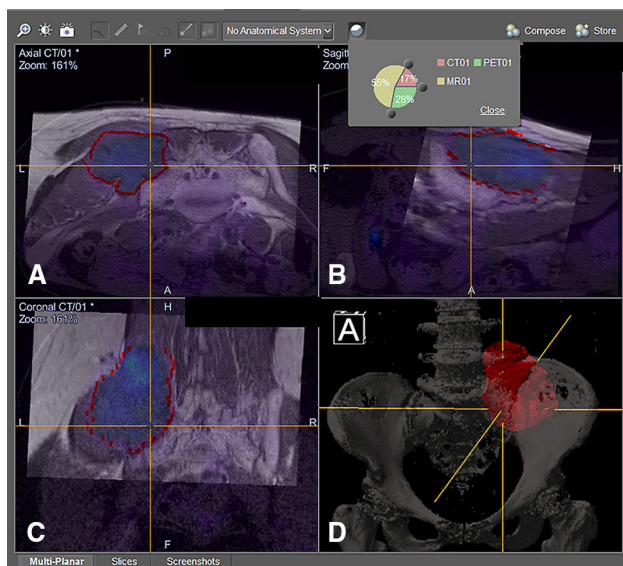 No Anatomical System
Compose
Store
Axial CT/01 *
Zoom: 161%
P
L
R
A
A
Sagitt
Zoom:
55%
17%
28%
CT01
PET01
MR01
Close
F
H
B
A
Coronal CT/01 *
Zoom: 161%
H
L
R
C
F
A
D
Multi-Planar
Slices
Screenshots